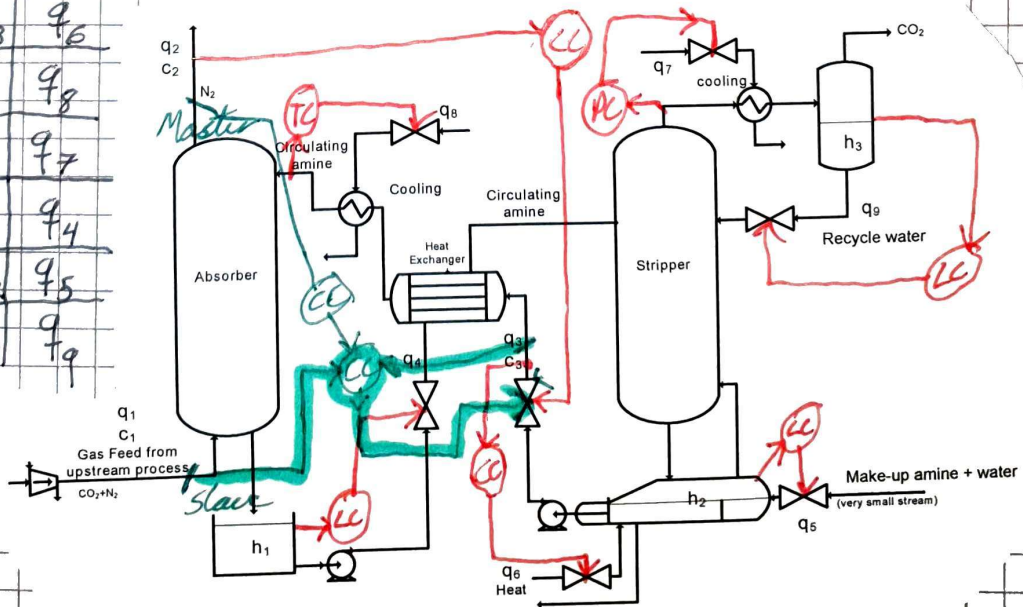 q6
q8
q7
q4
q5
q9
q2
C2
N2
Master
TC
q8
Circulating
amine
Cooling
Absorber
Heat
Exchanger
Circulating
amine
LC
PC
q7
cooling
CO2
h3
q9
Recycle water
LC
Stripper
CC
CC
q4
q3
C3
q1
C1
Gas Feed from
upstream process
CO2+N2
Slave
h1
LC
CC
q6
Heat
h2
LC
Make-up amine + water
(very small stream)
q5